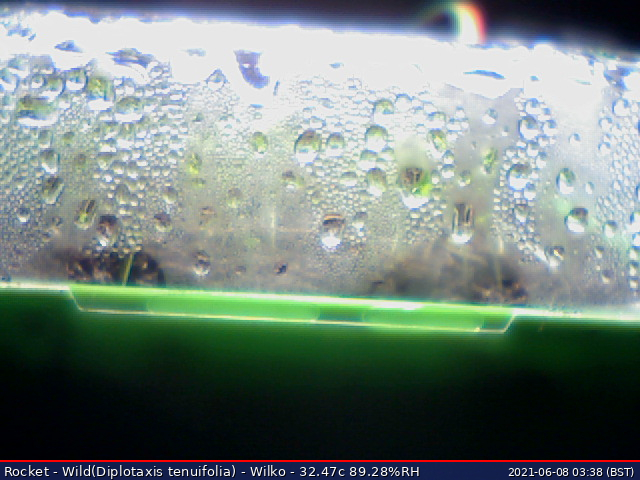 Rocket - Wild(Diplotaxis tenuifolia) - Wilko - 32.47c 89.28%RH 2021-06-08 03:38 (BST)